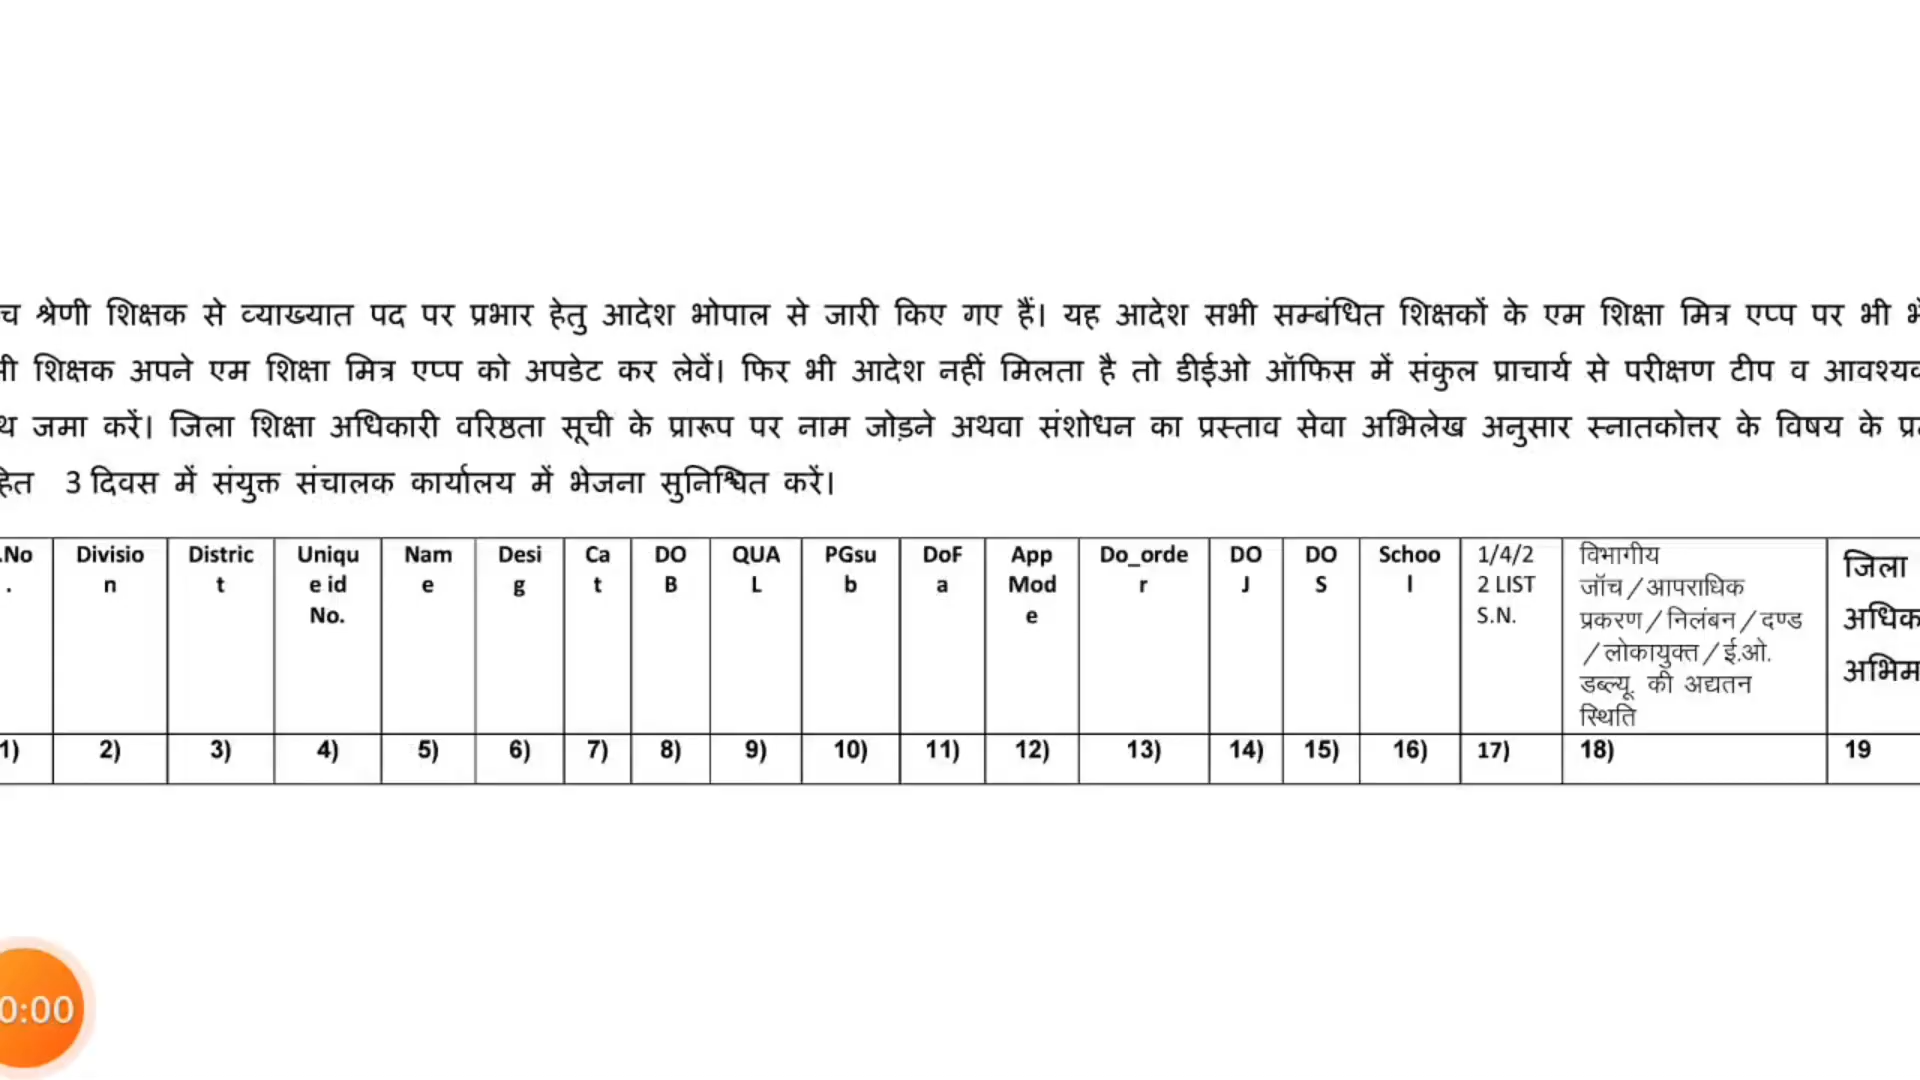 च श्रेणी शिक्षक से व्याख्यात पद पर प्रभार हेतु आदेश भोपाल से जारी किए गए हैं। यह आदेश सभी सम्बंधित शिक्षकों के एम शिक्षा मित्र एप्प पर भी
शिक्षक अपने एम शिक्षा मित्र एप्प को अपडेट कर लेवें। फिर भी आदेश नहीं मिलता है तो डीईओ ऑफिस में संकुल प्राचार्य से परीक्षण टीप व
जमा करें। जिला शिक्षा अधिकारी वरिष्ठता सूची के प्रारूप पर नाम जोड़ने अथवा संशोधन का प्रस्ताव सेवा अभिलेख अनुसार स्नातकोत्तर के विषय के
3 दिवस में संयुक्त संचालक कार्यालय में भेजना सुनिश्चित करें।
.No Divisio Distric Uniqu Nam Desi Ca DO QUA PGsu DoF App Do_orde DO DO Schoo 1/4/2 विभागीय जिला
. n t e id e g t B L b a Mod r J S l 2 LIST जॉच/आपराधिक
No. e S.N. प्रकरण/निलंबन/दण्ड अधिक
/लोकायुक्त/ई.ओ.
डब्ल्यू. की अद्यतन अभिम
स्थिति
1) 2) 3) 4) 5) 6) 7) 8) 9) 10) 11) 12) 13) 14) 15) 16) 17) 18) 19
0:00